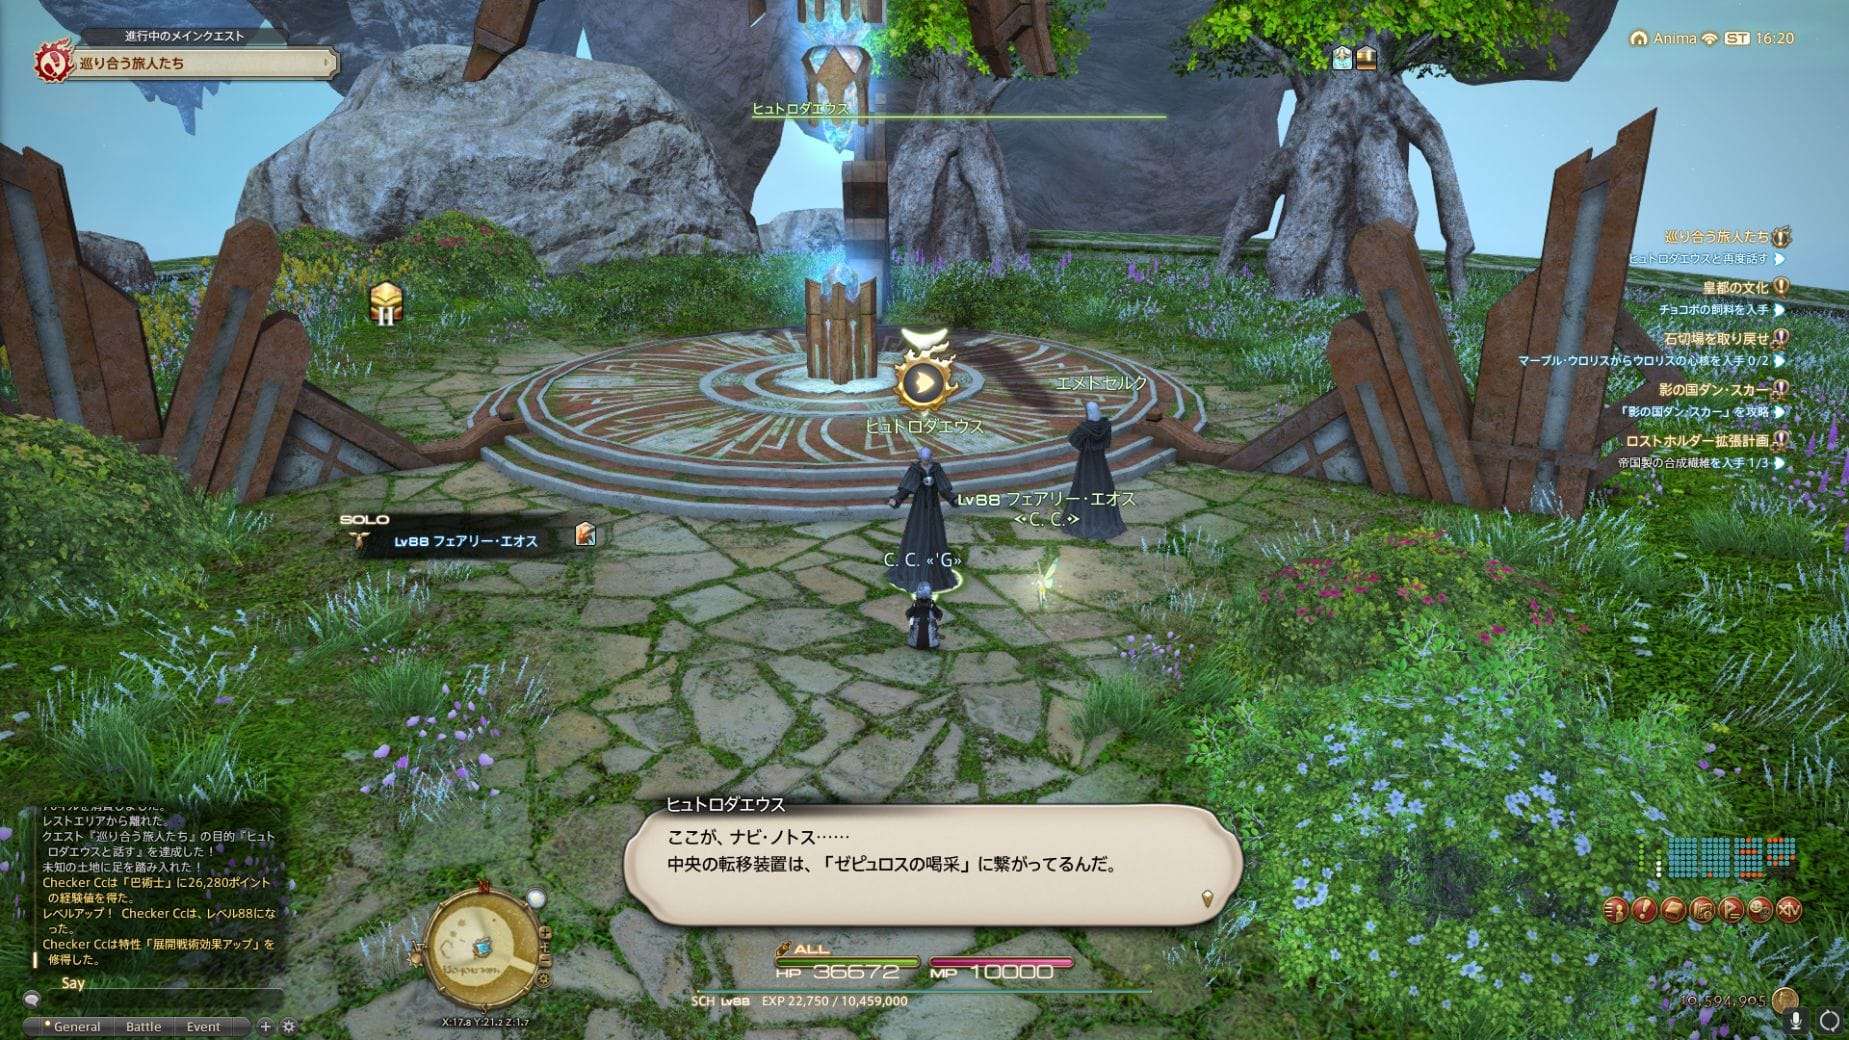 進行中のメインクエスト
巡り合う旅人たち
Anima ST 16:20
ヒュトロダエウス
巡り合う旅人たち
ヒュトロダエウスと再度話す
皇都の文化
チョコボの飼料を入手
石切場を取り戻せ
マーブル・ウロリスからウロリスの心核を入手 0/2
影の国ダン・スカー
「影の国ダン・スカー」を攻略
ロストホルダー拡張計画
帝国製の合成繊維を入手 1/3
II
エメトセルク
ヒュトロダエウス
Lv88 フェアリー・エオス
«C. C.»
SOLO
Lv88 フェアリー・エオス
C. C. «'G»
ヒュトロダエウス
ここが、ナビ・ノトス……
中央の転移装置は、「ゼピュロスの喝采」に繋がってるんだ。
レストエリアから離れた。
クエスト『巡り合う旅人たち』の目的『ヒュト
ロダエウスと話す』を達成した！
未知の土地に足を踏み入れた！
Checker Ccは「巴術士」に26,280ポイント
の経験値を得た。
レベルアップ！ Checker Ccは、レベル88にな
った。
Checker Ccは特性「展開戦術効果アップ」を
修得した。
Say
General Battle Event
N
X:17.8 Y:21.2 Z:1.7
ALL
HP 36672 MP 10000
SCH Lv88 EXP 22,750 / 10,459,000
XIV
10,594,905